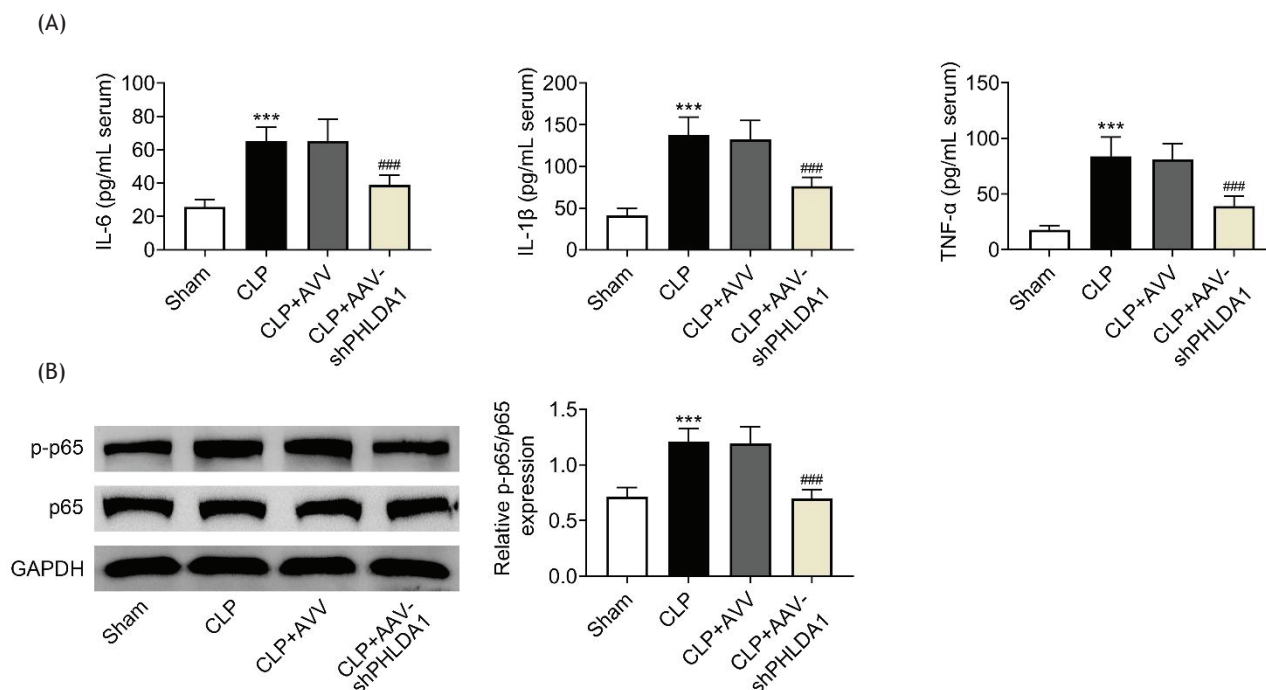 (A)
IL-6 (pg/mL serum)
100
80
60
40
20
0
***
###
Sham
CLP
CLP+AVV
CLP+AAV-
shPHLDA1
IL-1β (pg/mL serum)
200
150
100
50
0
***
###
Sham
CLP
CLP+AVV
CLP+AAV-
shPHLDA1
TNF-α (pg/mL serum)
150
100
50
0
***
###
Sham
CLP
CLP+AVV
CLP+AAV-
shPHLDA1
(B)
p-p65
p65
GAPDH
Sham
CLP
CLP+AVV
CLP+AAV-
shPHLDA1
Relative p-p65/p65
expression
1.5
1.0
0.5
0.0
***
###
Sham
CLP
CLP+AVV
CLP+AAV-
shPHLDA1